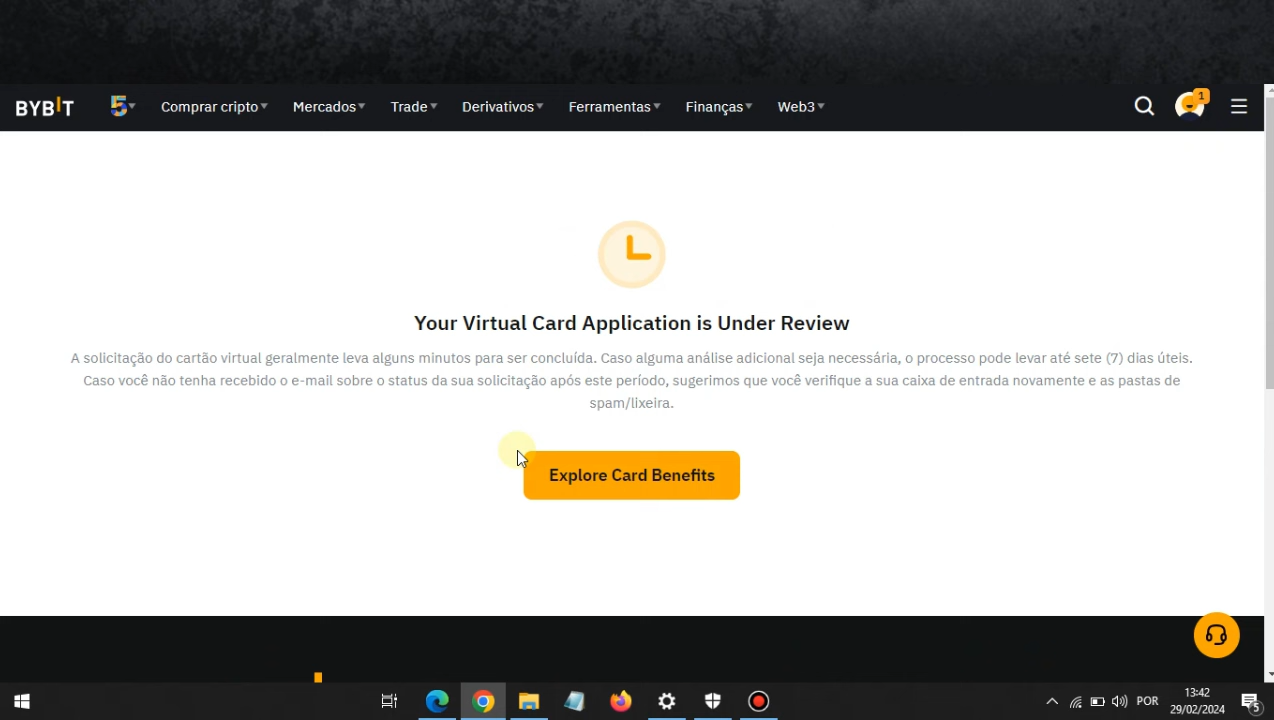 BYBIT 5 Comprar cripto Mercados Trade Derivativos Ferramentas Finanças Web3 1
Your Virtual Card Application is Under Review
A solicitação do cartão virtual geralmente leva alguns minutos para ser concluída. Caso alguma análise adicional seja necessária, o processo pode levar até sete (7) dias úteis.
Caso você não tenha recebido o e-mail sobre o status da sua solicitação após este período, sugerimos que você verifique a sua caixa de entrada novamente e as pastas de
spam/lixeira.
Explore Card Benefits
POR
13:42
29/02/2024
5